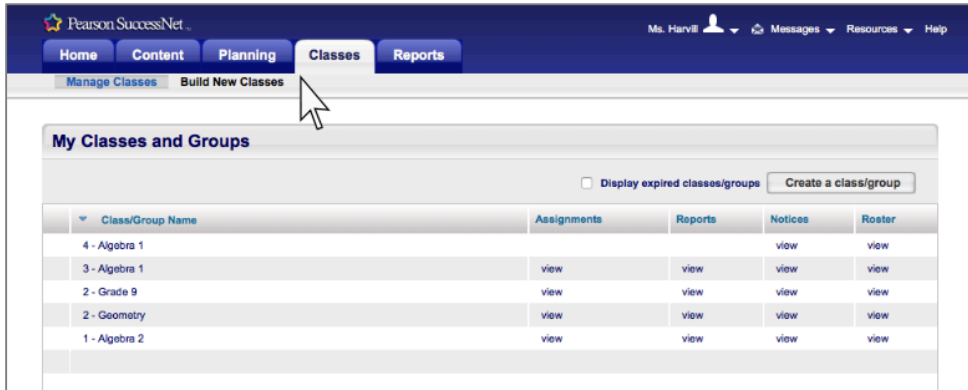 Pearson SuccessNet™ Ms. Harvill Messages Resources Help
Home Content Planning Classes Reports
Manage Classes Build New Classes
My Classes and Groups
Display expired classes/groups Create a class/group
Class/Group Name Assignments Reports Notices Roster
4 - Algebra 1 view view
3 - Algebra 1 view view view view
2 - Grade 9 view view view view
2 - Geometry view view view view
1 - Algebra 2 view view view view